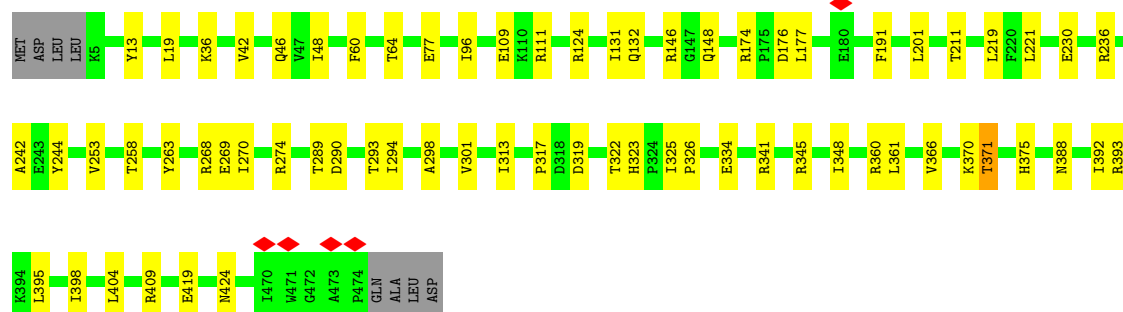 MET ASP LEU LEU K5 Y13 L19 K36 V42 Q46 V47 I48 F60 T64 E77 I96 E109 K110 R111 R124 I131 Q132 R146 G147 Q148 R174 P175 D176 L177 E180 F191 L201 T211 L219 F220 L221 E230 R236
A242 E243 Y244 V253 T258 Y263 R268 E269 I270 R274 T289 D290 T293 I294 A298 V301 I313 P317 D318 D319 T322 H323 P324 I325 P326 E334 R341 R345 I348 R360 L361 V366 K370 T371 H375 N388 I392 R393
K394 L395 I398 L404 R409 E419 N424 I470 W471 G472 A473 P474 GLN ALA LEU ASP